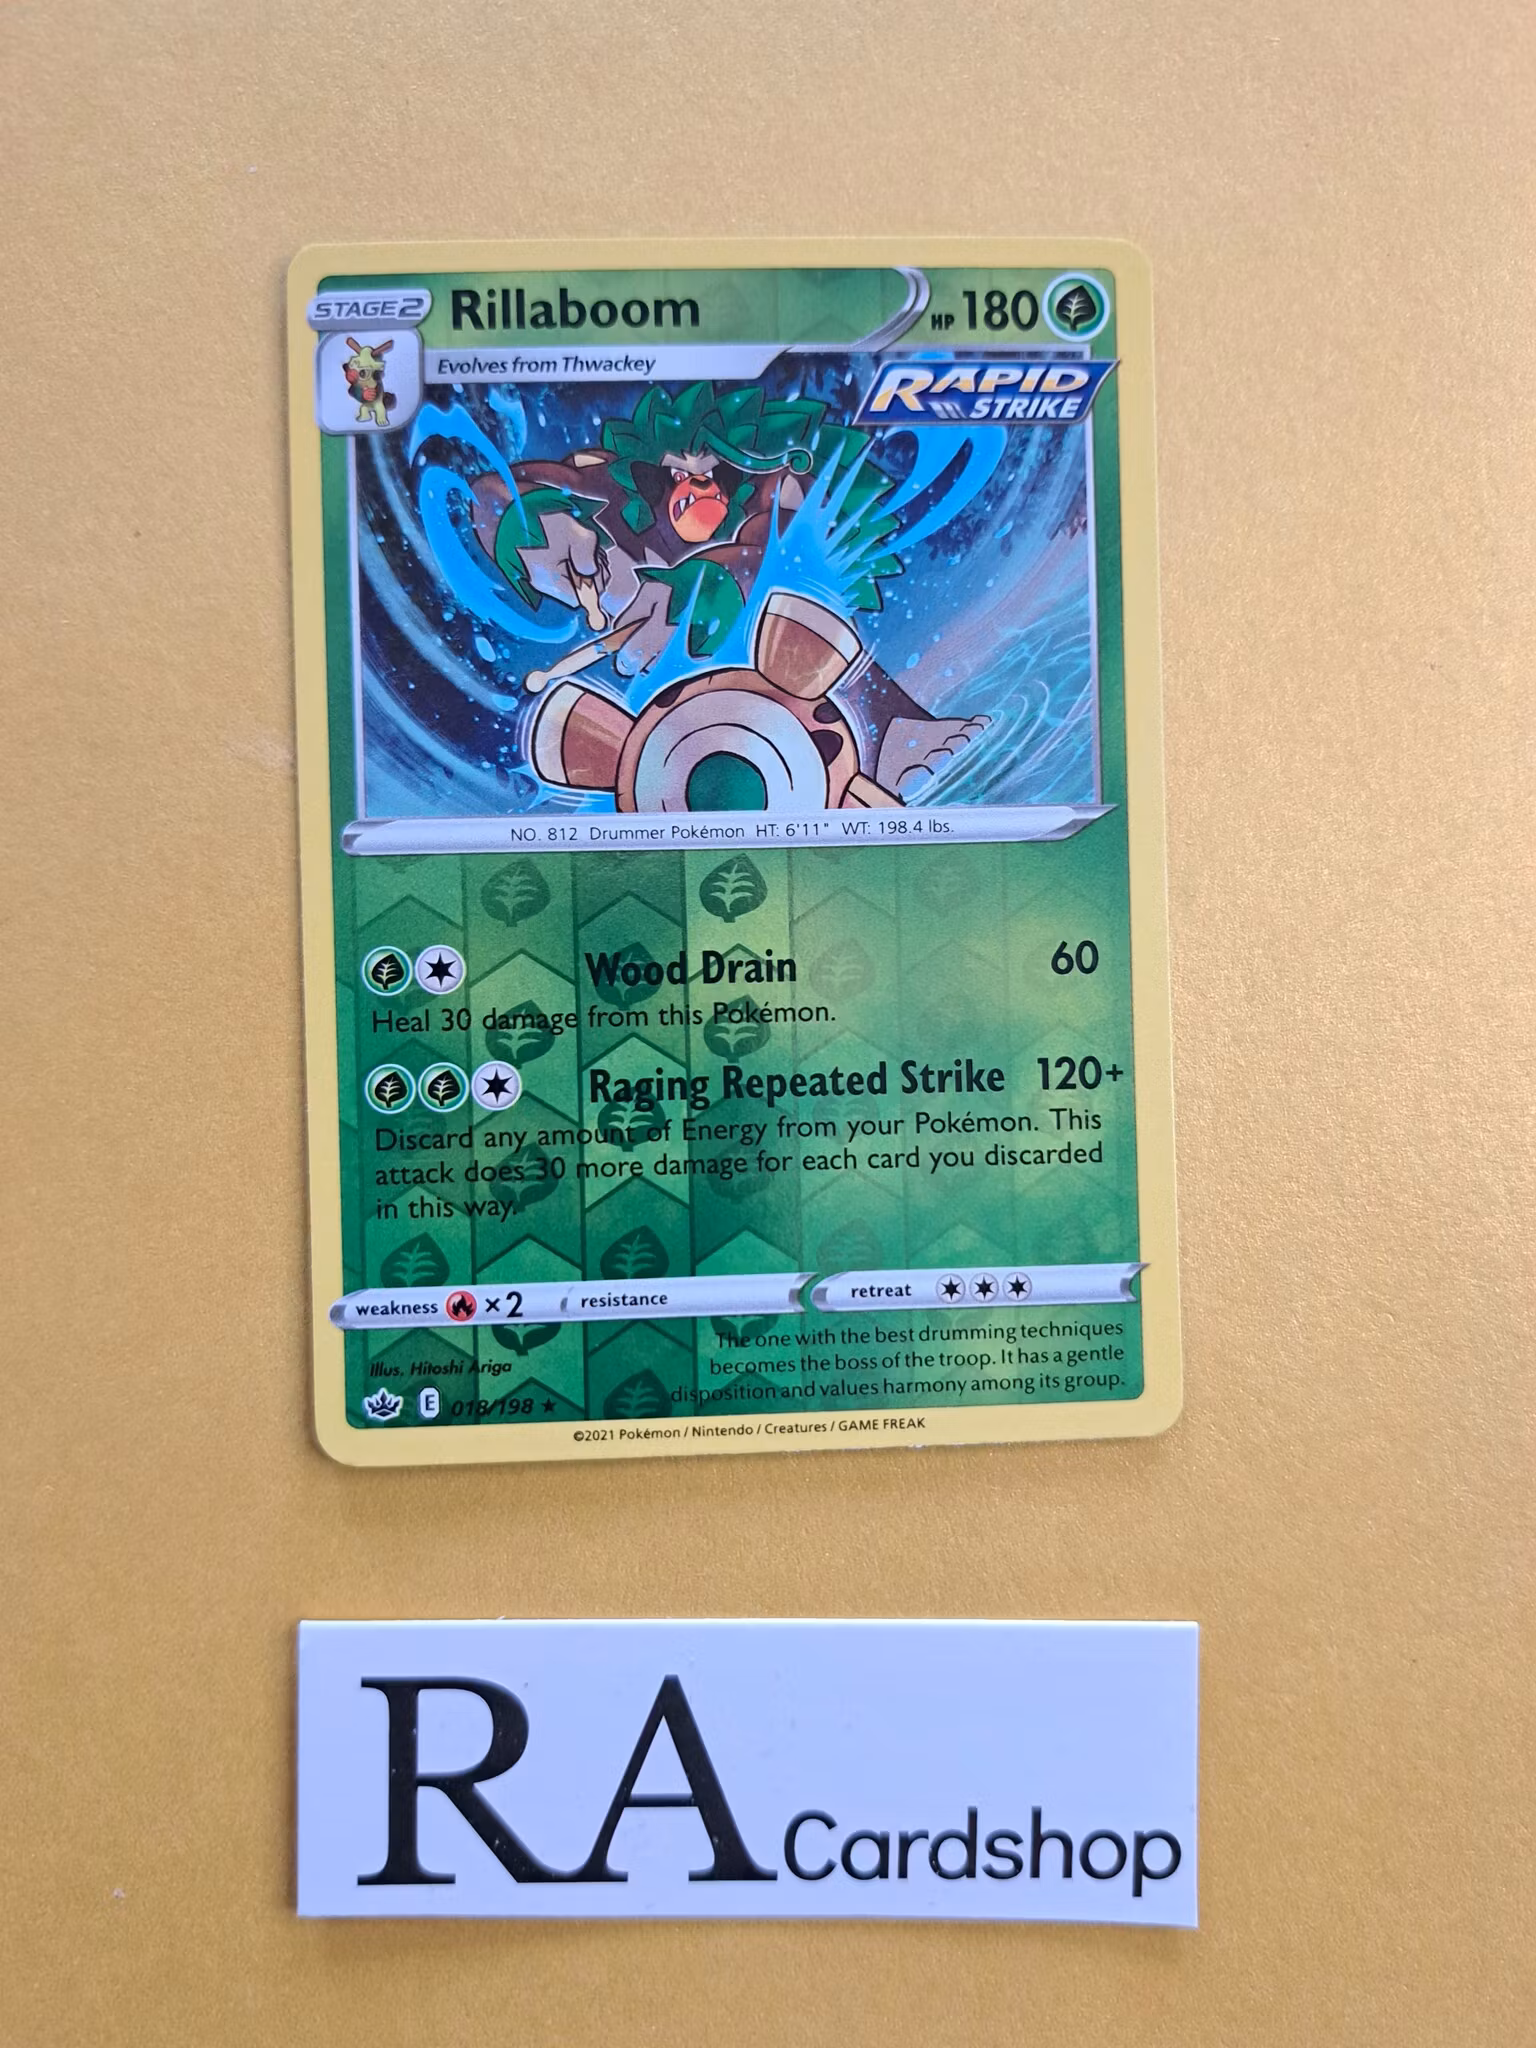 STAGE 2
Rillaboom
HP 180
Evolves from Thwackey
RAPID
STRIKE
NO. 812 Drummer Pokémon HT: 6'11" WT: 198.4 lbs.
Wood Drain 60
Heal 30 damage from this Pokémon.
Raging Repeated Strike 120+
Discard any amount of Energy from your Pokémon. This
attack does 30 more damage for each card you discarded
in this way.
weakness ×2 resistance retreat
The one with the best drumming techniques
becomes the boss of the troop. It has a gentle
disposition and values harmony among its group.
Illus. Hitoshi Ariga
E 018/198 ★
©2021 Pokémon / Nintendo / Creatures / GAME FREAK
RA Cardshop